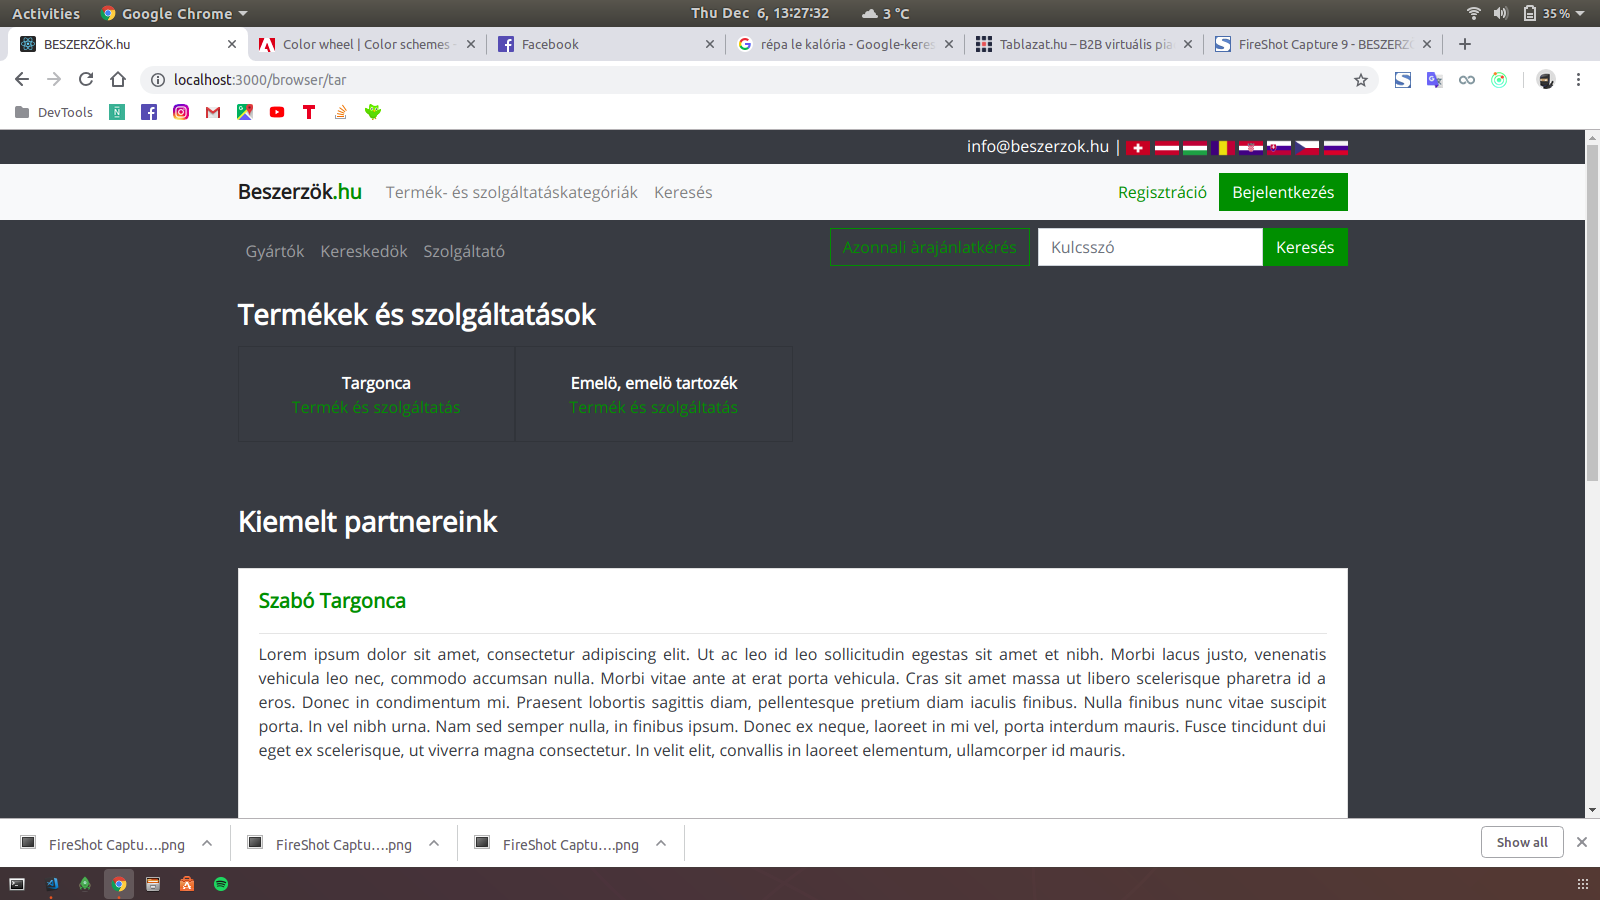 Activities Google Chrome Thu Dec 6, 13:27:32 3 °C 35 %
BESZERZÖK.hu Color wheel | Color schemes - Facebook répa le kalória - Google-keres Tablazat.hu – B2B virtuális pia FireShot Capture 9 - BESZERZÖ
localhost:3000/browser/tar
DevTools
info@beszerzok.hu |
Beszerzök.hu Termék- és szolgáltatáskategóriák Keresés Regisztráció Bejelentkezés
Gyártók Kereskedök Szolgáltató Azonnali àrajánlatkérés Kulcsszó Keresés
Termékek és szolgáltatások
Targonca Emelö, emelö tartozék
Termék és szolgáltatás Termék és szolgáltatás
Kiemelt partnereink
Szabó Targonca
Lorem ipsum dolor sit amet, consectetur adipiscing elit. Ut ac leo id leo sollicitudin egestas sit amet et nibh. Morbi lacus justo, venenatis
vehicula leo nec, commodo accumsan nulla. Morbi vitae ante at erat porta vehicula. Cras sit amet massa ut libero scelerisque pharetra id a
eros. Donec in condimentum mi. Praesent lobortis sagittis diam, pellentesque pretium diam iaculis finibus. Nulla finibus nunc vitae suscipit
porta. In vel nibh urna. Nam sed semper nulla, in finibus ipsum. Donec ex neque, laoreet in mi vel, porta interdum mauris. Fusce tincidunt dui
eget ex scelerisque, ut viverra magna consectetur. In velit elit, convallis in laoreet elementum, ullamcorper id mauris.
FireShot Captu....png FireShot Captu....png FireShot Captu....png Show all